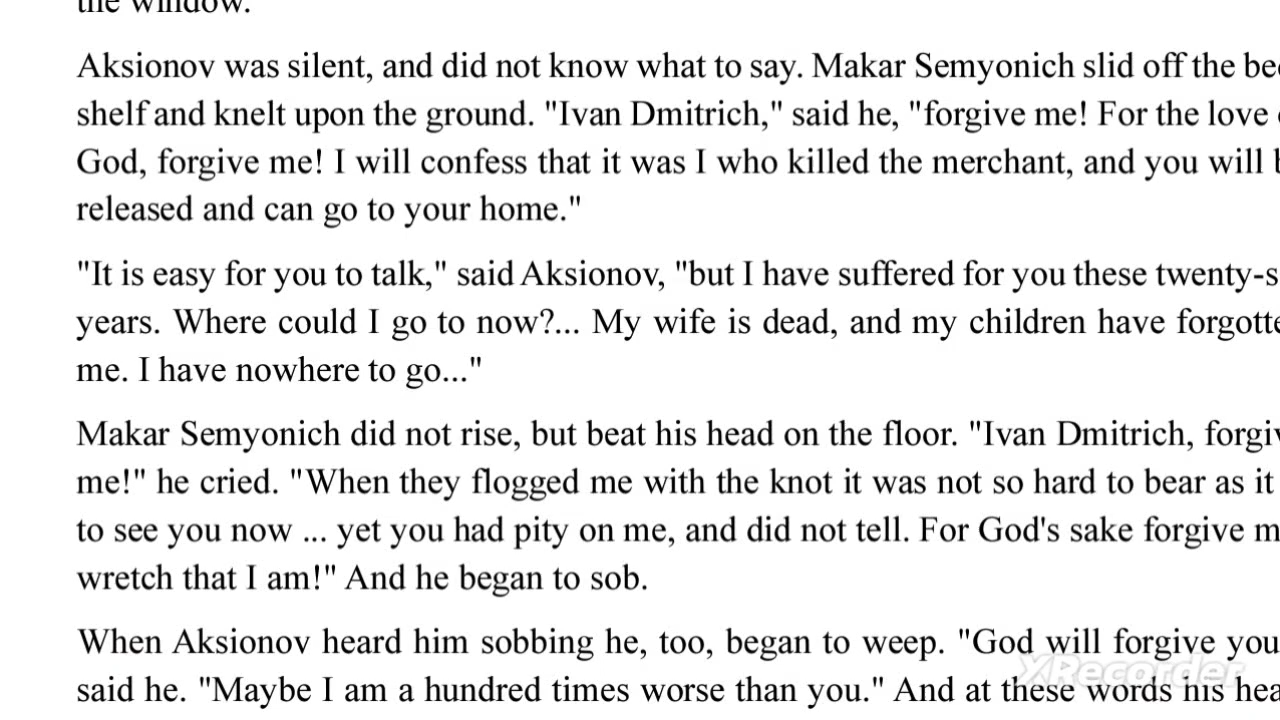 the window.
Aksionov was silent, and did not know what to say. Makar Semyonich slid off the
shelf and knelt upon the ground. "Ivan Dmitrich," said he, "forgive me! For the love
God, forgive me! I will confess that it was I who killed the merchant, and you will
released and can go to your home."
"It is easy for you to talk," said Aksionov, "but I have suffered for you these twenty-s
years. Where could I go to now?... My wife is dead, and my children have forgotte
me. I have nowhere to go..."
Makar Semyonich did not rise, but beat his head on the floor. "Ivan Dmitrich, forgiv
me!" he cried. "When they flogged me with the knot it was not so hard to bear as it
to see you now ... yet you had pity on me, and did not tell. For God's sake forgive m
wretch that I am!" And he began to sob.
When Aksionov heard him sobbing he, too, began to weep. "God will forgive you
said he. "Maybe I am a hundred times worse than you." And at these words his hea
XRecorder